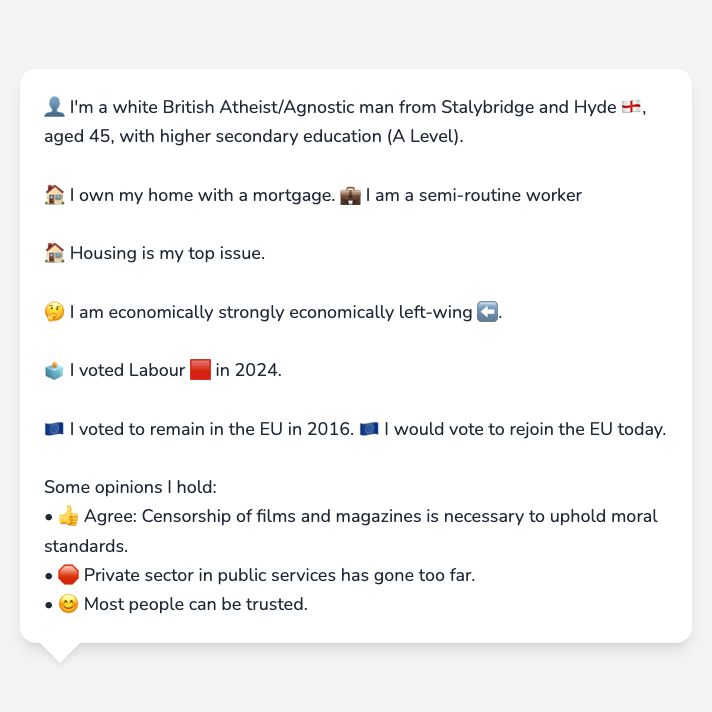 👤 I'm a white British Atheist/Agnostic man from Stalybridge and Hyde 🏴󠁧󠁢󠁥󠁮󠁧󠁿,
aged 45, with higher secondary education (A Level).
🏠 I own my home with a mortgage. 💼 I am a semi-routine worker
🏠 Housing is my top issue.
🤔 I am economically strongly economically left-wing ⬅️.
🗳️ I voted Labour 🟥 in 2024.
🇪🇺 I voted to remain in the EU in 2016. 🇪🇺 I would vote to rejoin the EU today.
Some opinions I hold:
• 👍 Agree: Censorship of films and magazines is necessary to uphold moral
standards.
• 🛑 Private sector in public services has gone too far.
• 😊 Most people can be trusted.